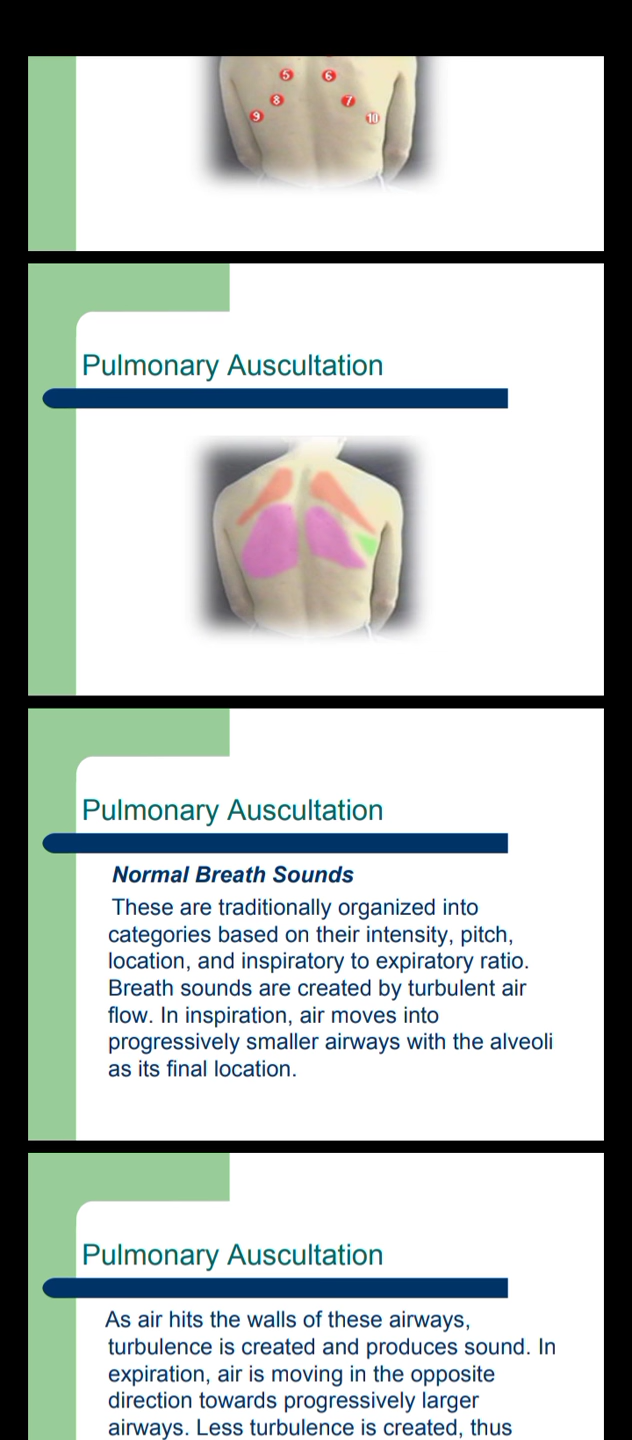 5 6
8 7
9 10
Pulmonary Auscultation
Pulmonary Auscultation
Normal Breath Sounds
These are traditionally organized into
categories based on their intensity, pitch,
location, and inspiratory to expiratory ratio.
Breath sounds are created by turbulent air
flow. In inspiration, air moves into
progressively smaller airways with the alveoli
as its final location.
Pulmonary Auscultation
As air hits the walls of these airways,
turbulence is created and produces sound. In
expiration, air is moving in the opposite
direction towards progressively larger
airways. Less turbulence is created, thus